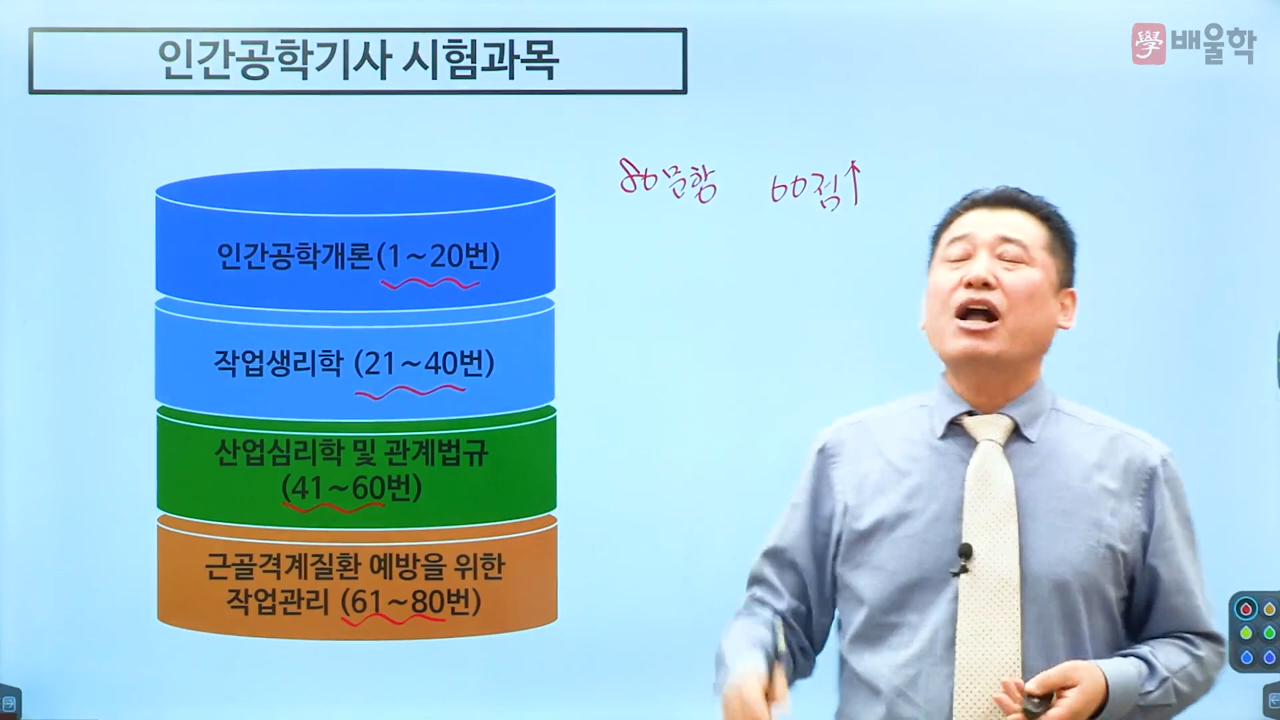 인간공학기사 시험과목
學 배울학
80문항 60점↑
인간공학개론(1~20번)
작업생리학 (21~40번)
산업심리학 및 관계법규
(41~60번)
근골격계질환 예방을 위한
작업관리 (61~80번)